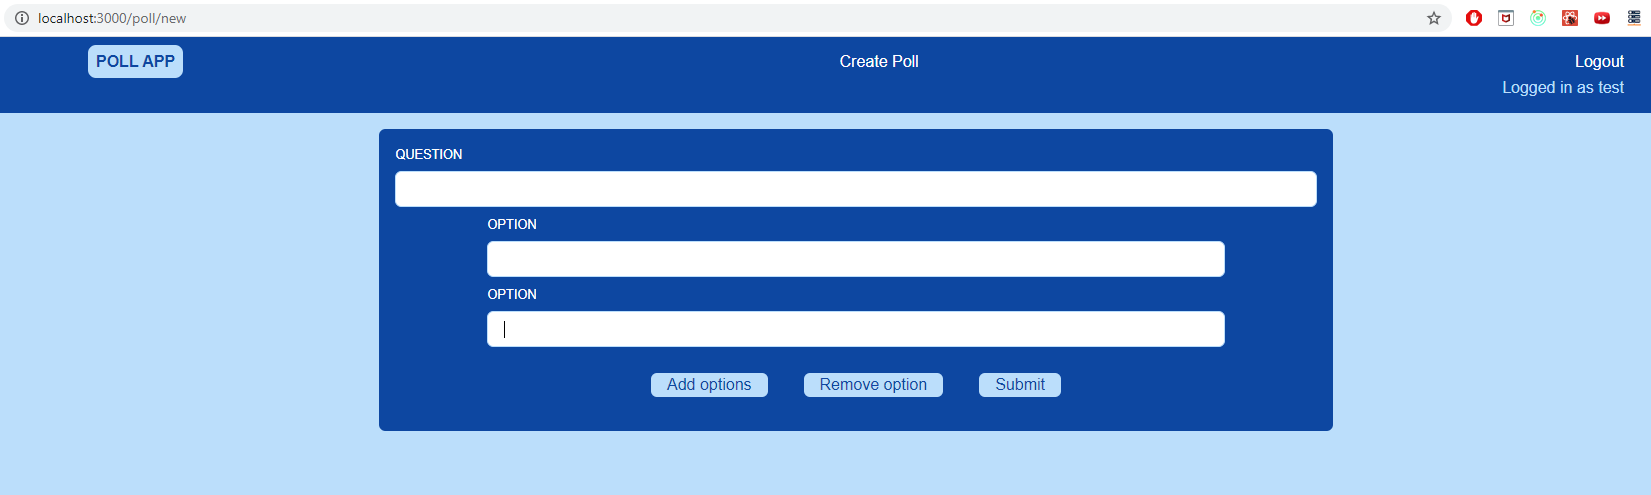 localhost:3000/poll/new
POLL APP
Create Poll
Logout
Logged in as test
QUESTION
OPTION
OPTION
Add options
Remove option
Submit